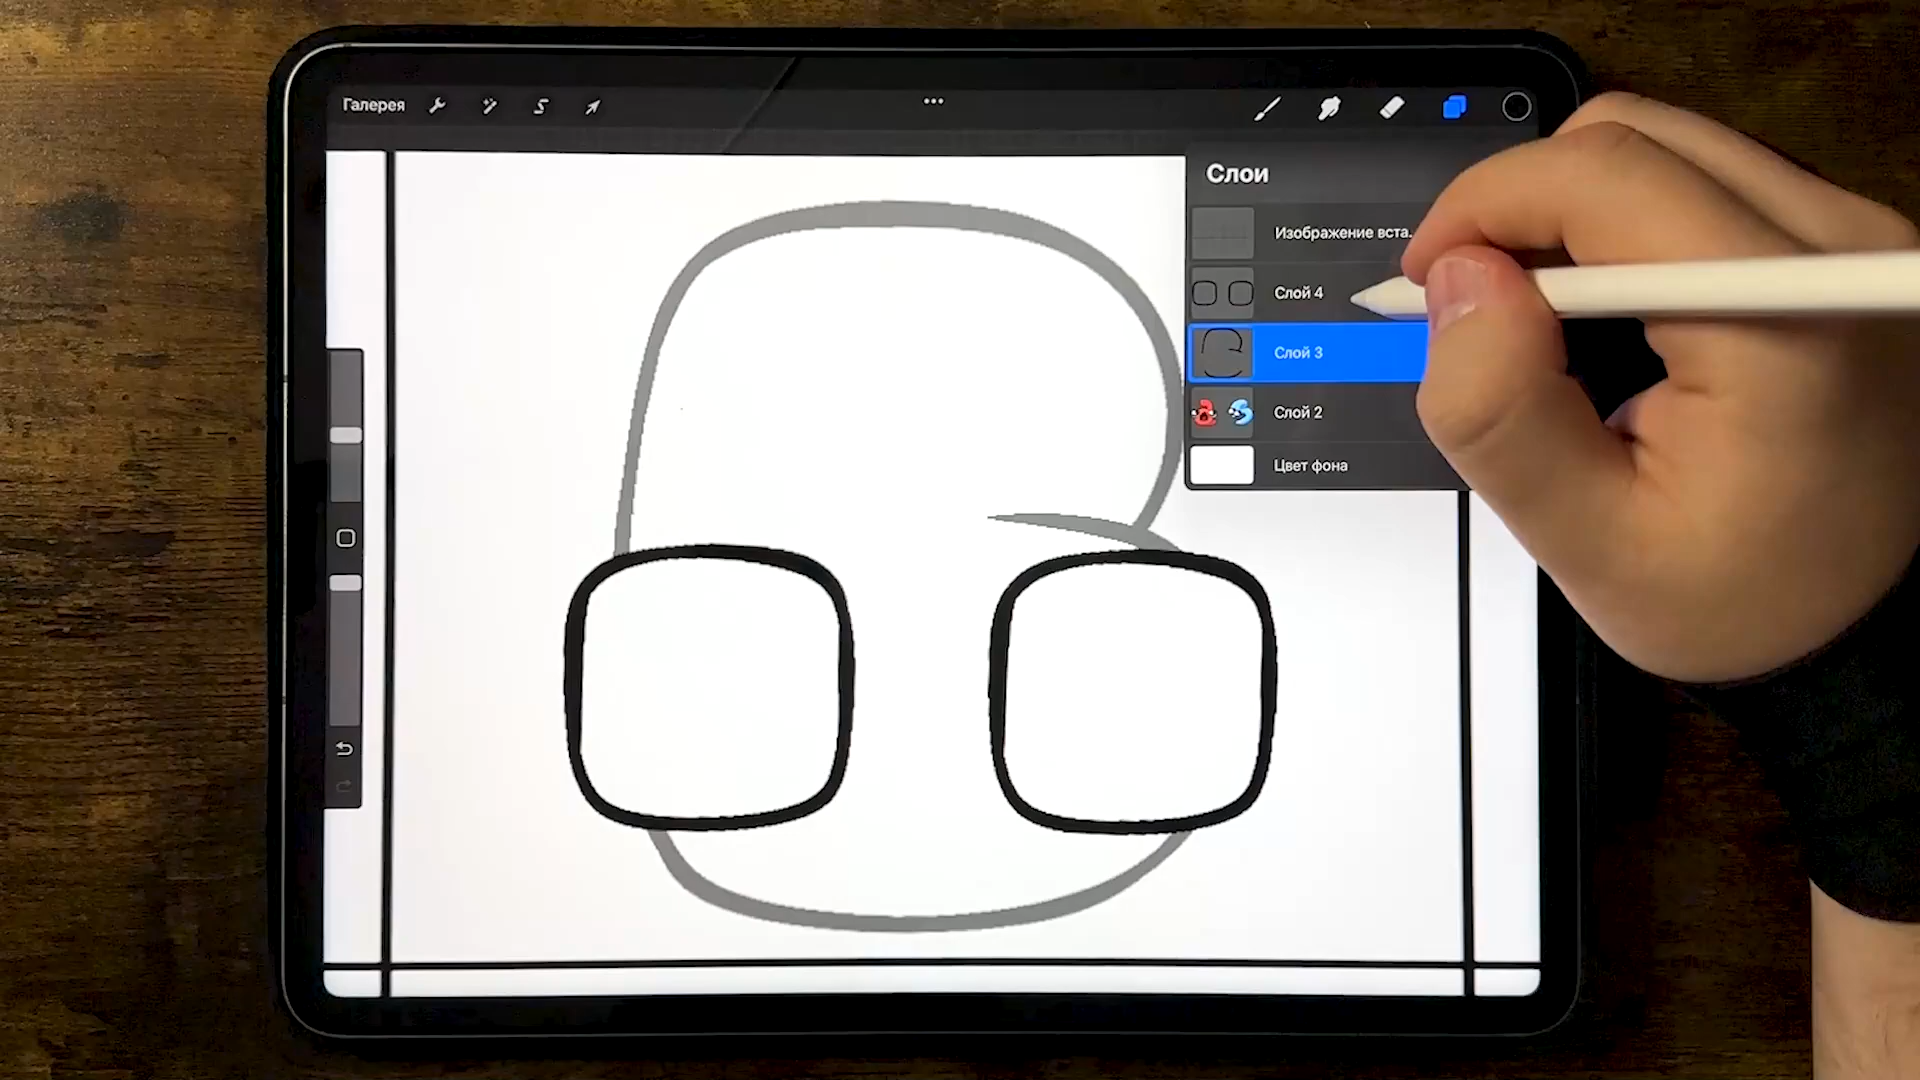 Галерея
Слои
Изображение вста.
Слой 4
Слой 3
Слой 2
Цвет фона